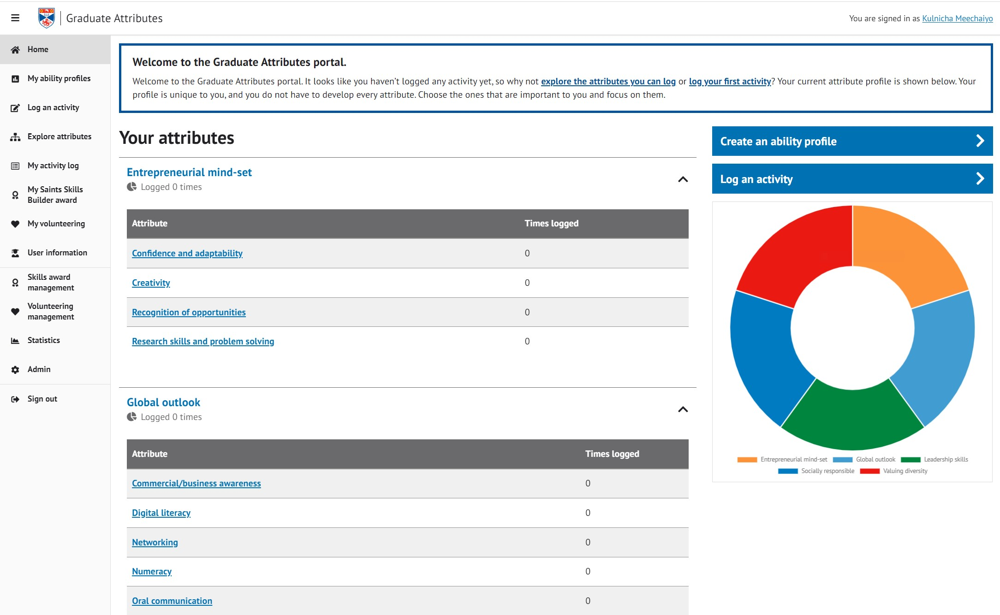 Graduate Attributes
You are signed in as Kulnicha Meechaiyo
Home
My ability profiles
Log an activity
Explore attributes
My activity log
My Saints Skills
Builder award
My volunteering
User information
Skills award
management
Volunteering
management
Statistics
Admin
Sign out
Welcome to the Graduate Attributes portal.
Welcome to the Graduate Attributes portal. It looks like you haven't logged any activity yet, so why not explore the attributes you can log or log your first activity? Your current attribute profile is shown below. Your
profile is unique to you, and you do not have to develop every attribute. Choose the ones that are important to you and focus on them.
Your attributes
Entrepreneurial mind-set
Logged 0 times
Attribute Times logged
Confidence and adaptability 0
Creativity 0
Recognition of opportunities 0
Research skills and problem solving 0
Global outlook
Logged 0 times
Attribute Times logged
Commercial/business awareness 0
Digital literacy 0
Networking 0
Numeracy 0
Oral communication 0
Create an ability profile
Log an activity
Entrepreneurial mind-set Global outlook Leadership skills
Socially responsible Valuing diversity